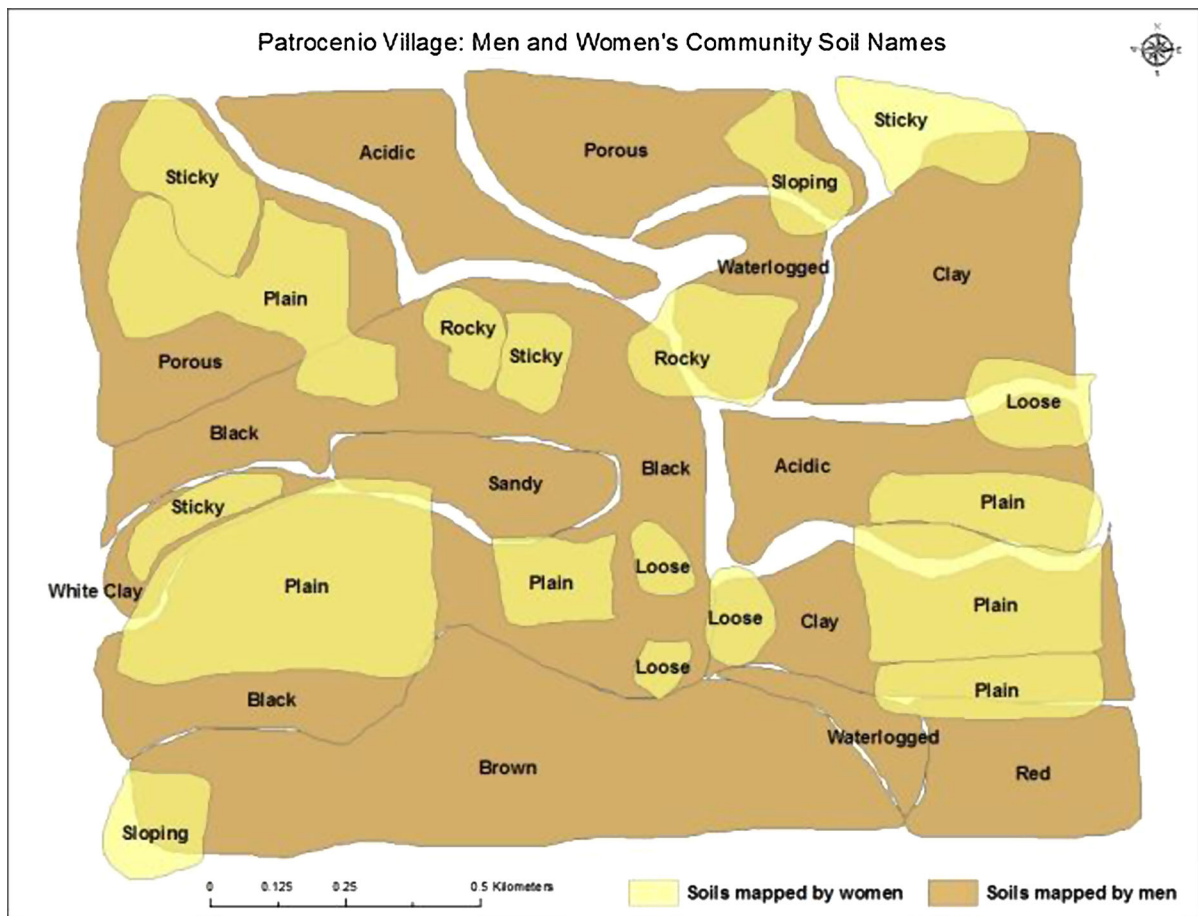 Patrocenio Village: Men and Women's Community Soil Names
N
E
S
Sticky
Acidic
Porous
Sticky
Sloping
Waterlogged
Clay
Plain
Rocky
Sticky
Rocky
Porous
Loose
Black
Black
Acidic
Sandy
Sticky
Plain
White Clay
Plain
Plain
Loose
Loose
Clay
Plain
Loose
Plain
Black
Waterlogged
Brown
Red
Sloping
0 0.125 0.25 0.5 Kilometers
Soils mapped by women
Soils mapped by men